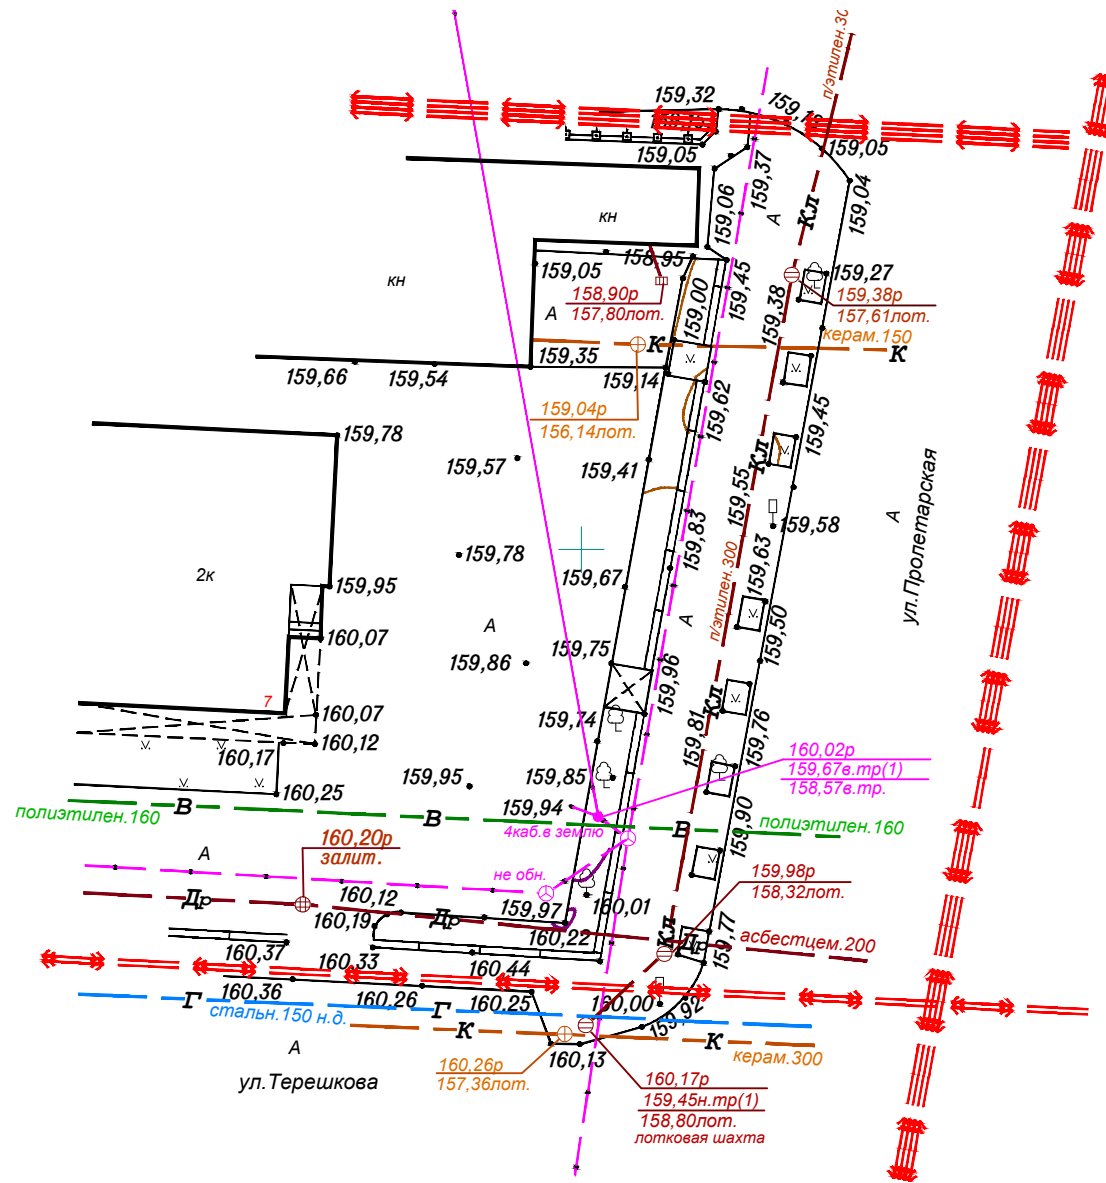 п/этилен.30
159,32
159,05
159,05
159,37
159,06
159,04
А
Кл
кн
158,95
159,05
159,45
159,27
кн
158,90р
157,80лот.
159,00
159,38
159,38р
157,61лот.
А
К
керам.150
К
159,35
159,66
159,54
159,14
159,62
159,45
159,04р
156,14лот.
159,78
159,57
159,41
Кл
159,55
ул.Пролетарская
А
159,83
159,58
159,78
159,63
2к
159,95
159,67
п/этилен.300
А
А
160,07
159,75
159,50
159,86
159,96
7
Кл
160,07
159,74
159,81
159,76
160,12
160,17
160,02р
159,67в.тр(1)
158,57в.тр.
159,95
159,85
160,25
159,94
159,90
полиэтилен.160
В
В
В
полиэтилен.160
4каб.в землю
160,20р
залит.
А
не обн.
159,98р
158,32лот.
160,12
Др
Др
159,97
160,01
160,19
160,22
Кл
Др
159,77
асбестцем.200
160,37
160,33
160,44
160,36
160,26
160,25
160,00
159,92
Г
Г
стальн.150 н.д.
К
К
керам.300
А
160,13
ул.Терешкова
160,26р
157,36лот.
160,17р
159,45н.тр(1)
158,80лот.
лотковая шахта